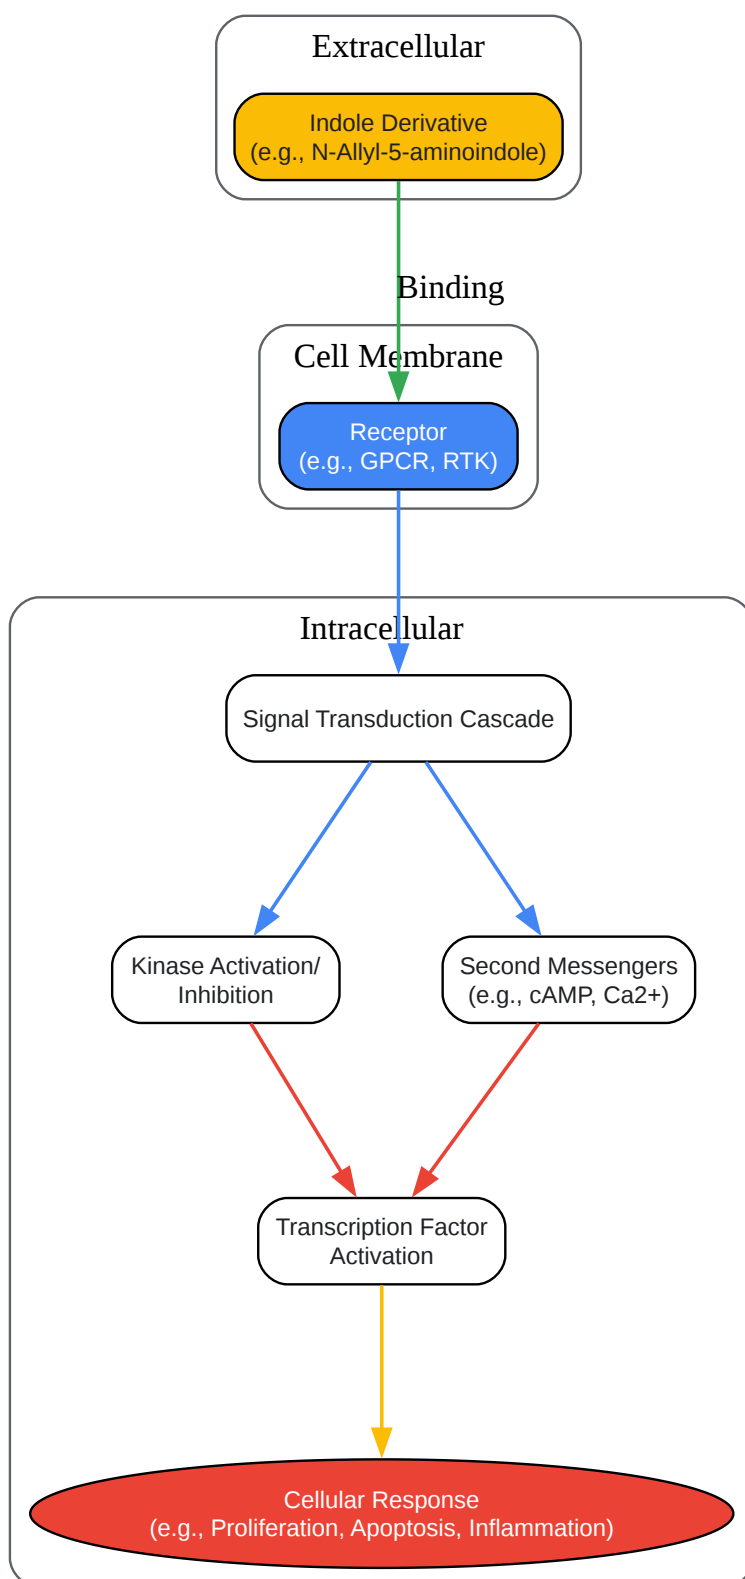 Extracellular
Indole Derivative
(e.g., N-Allyl-5-aminoindole)
Binding
Cell Membrane
Receptor
(e.g., GPCR, RTK)
Intracellular
Signal Transduction Cascade
Kinase Activation/
Inhibition
Second Messengers
(e.g., cAMP, Ca2+)
Transcription Factor
Activation
Cellular Response
(e.g., Proliferation, Apoptosis, Inflammation)